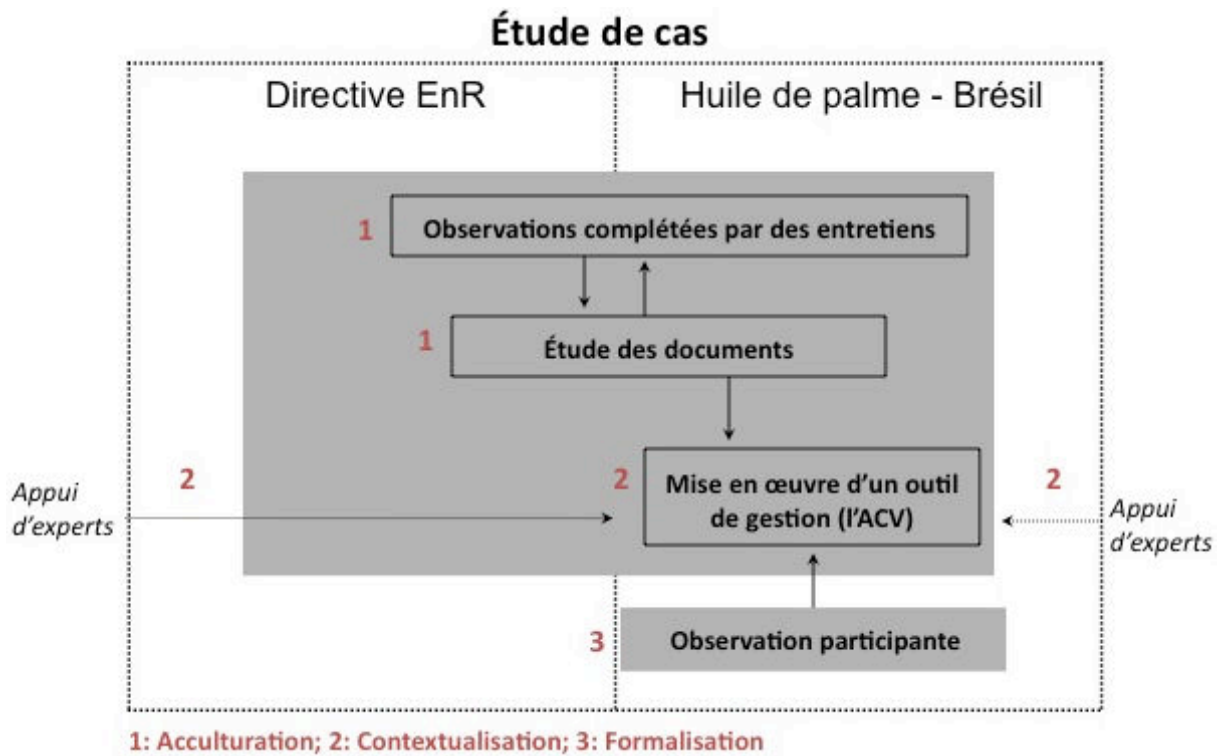 Étude de cas
Directive EnR
Huile de palme - Brésil
1
Observations complétées par des entretiens
1
Étude des documents
Appui
d'experts
2
2
Mise en œuvre d'un outil
de gestion (l'ACV)
2
Appui
d'experts
3
Observation participante
1: Acculturation; 2: Contextualisation; 3: Formalisation